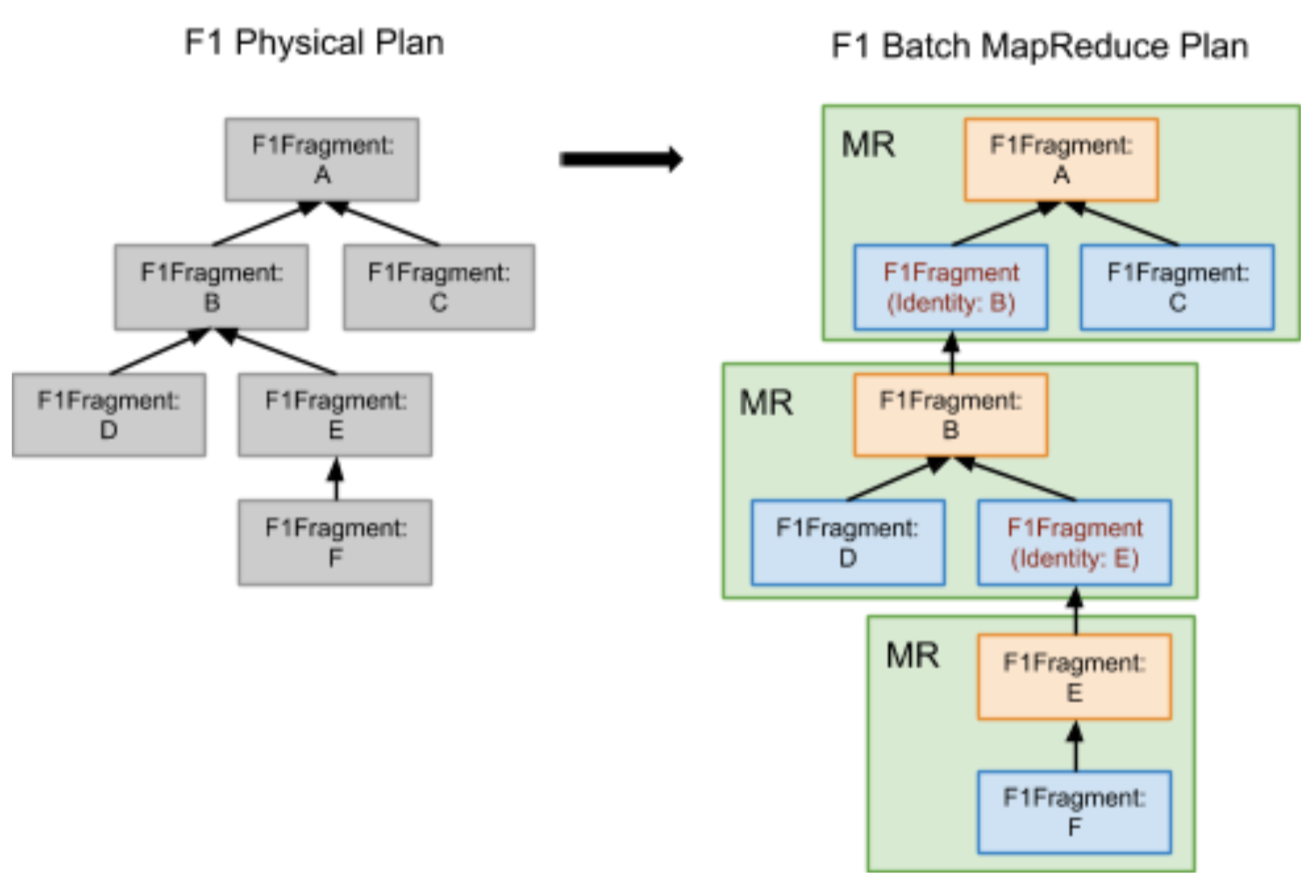 F1 Physical Plan
F1Fragment:
A
F1Fragment:
B
F1Fragment:
C
F1Fragment:
D
F1Fragment:
E
F1Fragment:
F
F1 Batch MapReduce Plan
MR
F1Fragment:
A
F1Fragment
(Identity: B)
F1Fragment:
C
MR
F1Fragment:
B
F1Fragment:
D
F1Fragment
(Identity: E)
MR
F1Fragment:
E
F1Fragment:
F